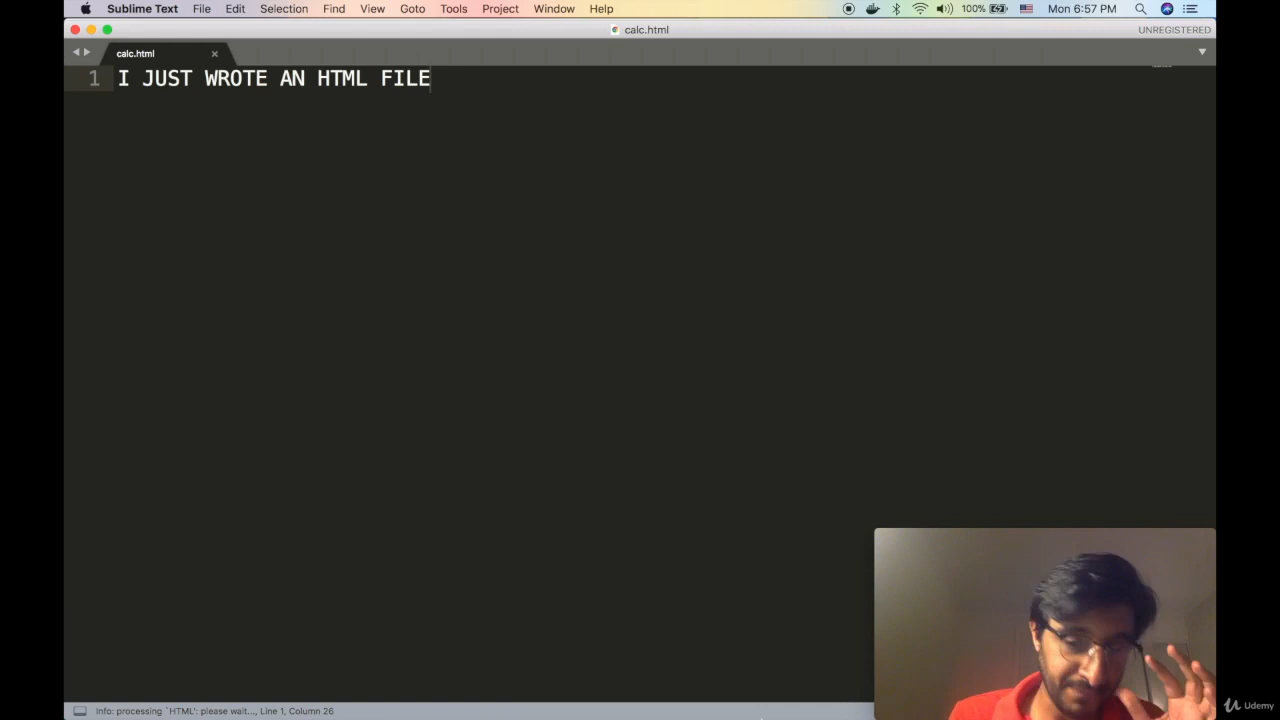 Sublime Text File Edit Selection Find View Goto Tools Project Window Help 100% Mon 6:57 PM
calc.html UNREGISTERED
calc.html
1 I JUST WROTE AN HTML FILE
Info: processing `HTML': please wait..., Line 1, Column 26
Udemy